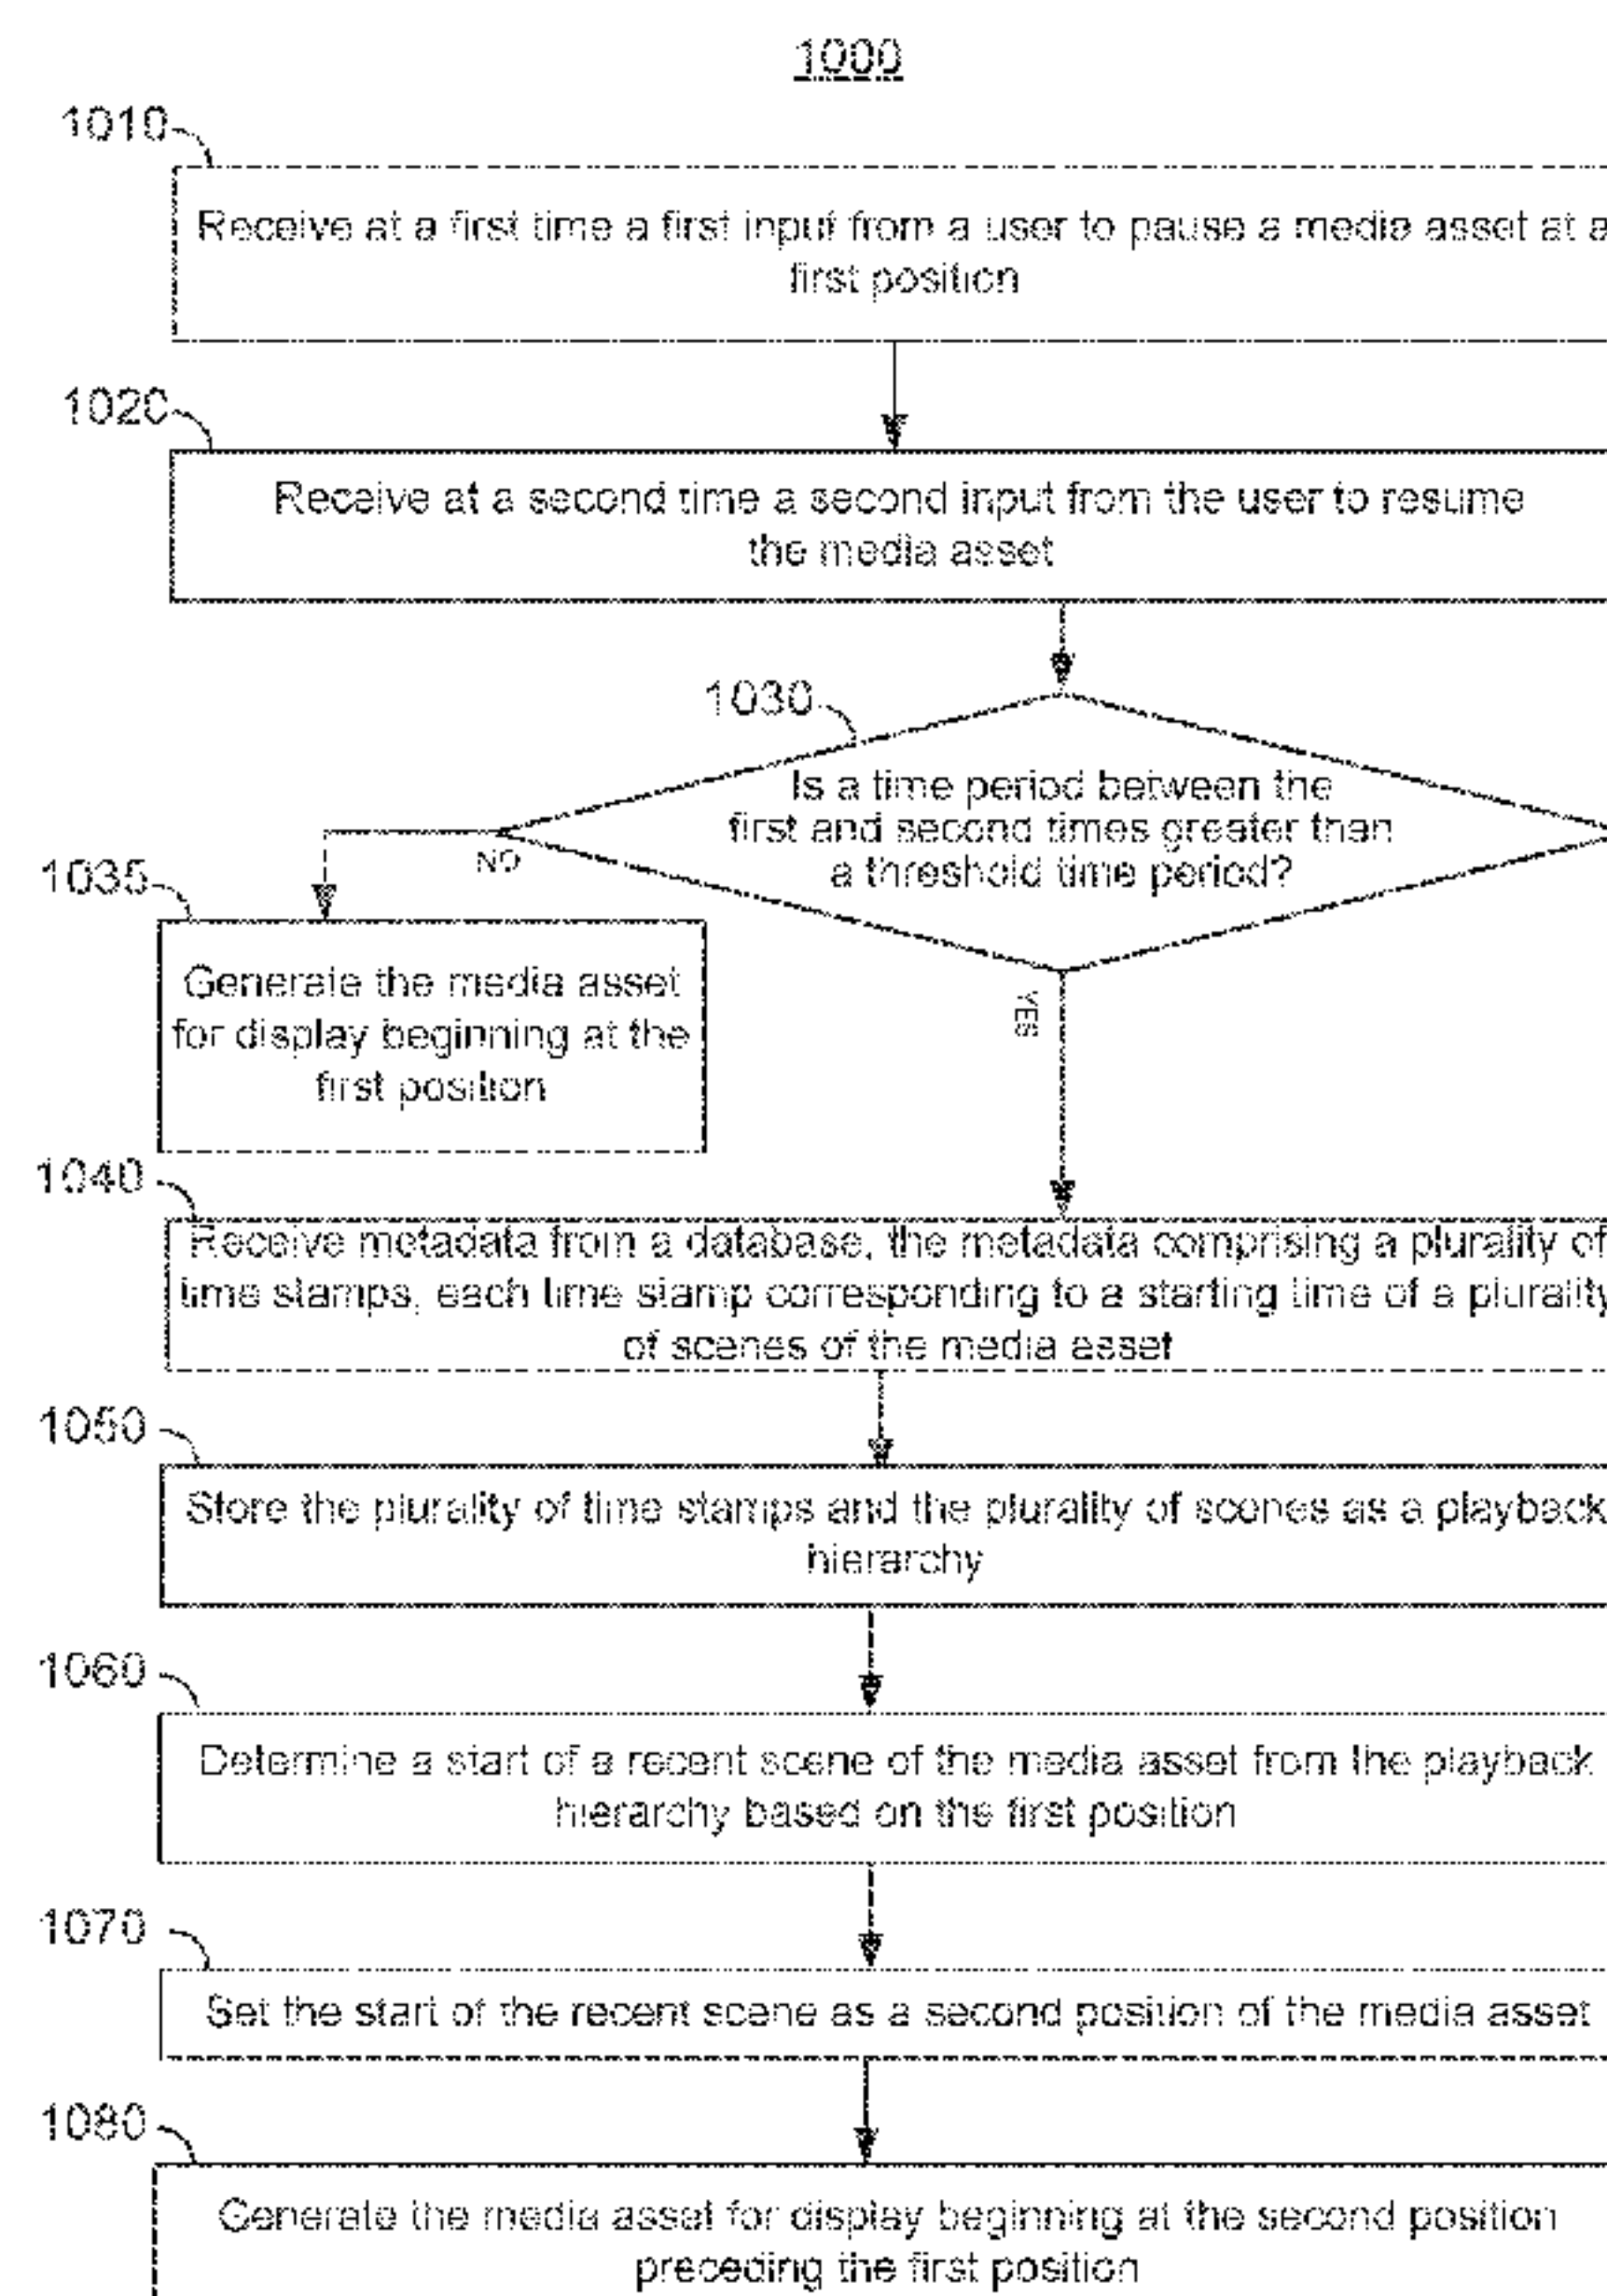 1000
1010
Receive at a first time a first input from a user to pause a media asset at a
first position
1020
Receive at a second time a second input from the user to resume
the media asset
1030
Is a time period between the
first and second times greater than
a threshold time period?
NO
1035
Generate the media asset
for display beginning at the
first position
YES
1040
Receive metadata from a database, the metadata comprising a plurality of
time stamps, each time stamp corresponding to a starting time of a plurality
of scenes of the media asset
1050
Store the plurality of time stamps and the plurality of scenes as a playback
hierarchy
1060
Determine a start of a recent scene of the media asset from the playback
hierarchy based on the first position
1070
Set the start of the recent scene as a second position of the media asset
1080
Generate the media asset for display beginning at the second position
preceding the first position